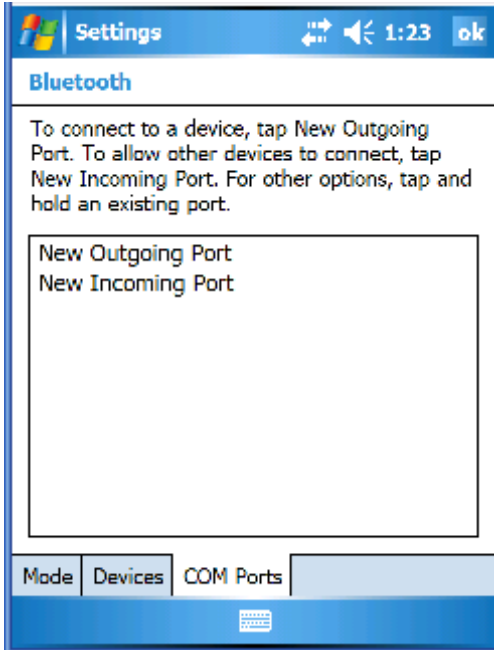 Settings 1:23 ok
Bluetooth
To connect to a device, tap New Outgoing
Port. To allow other devices to connect, tap
New Incoming Port. For other options, tap and
hold an existing port.
New Outgoing Port
New Incoming Port
Mode Devices COM Ports